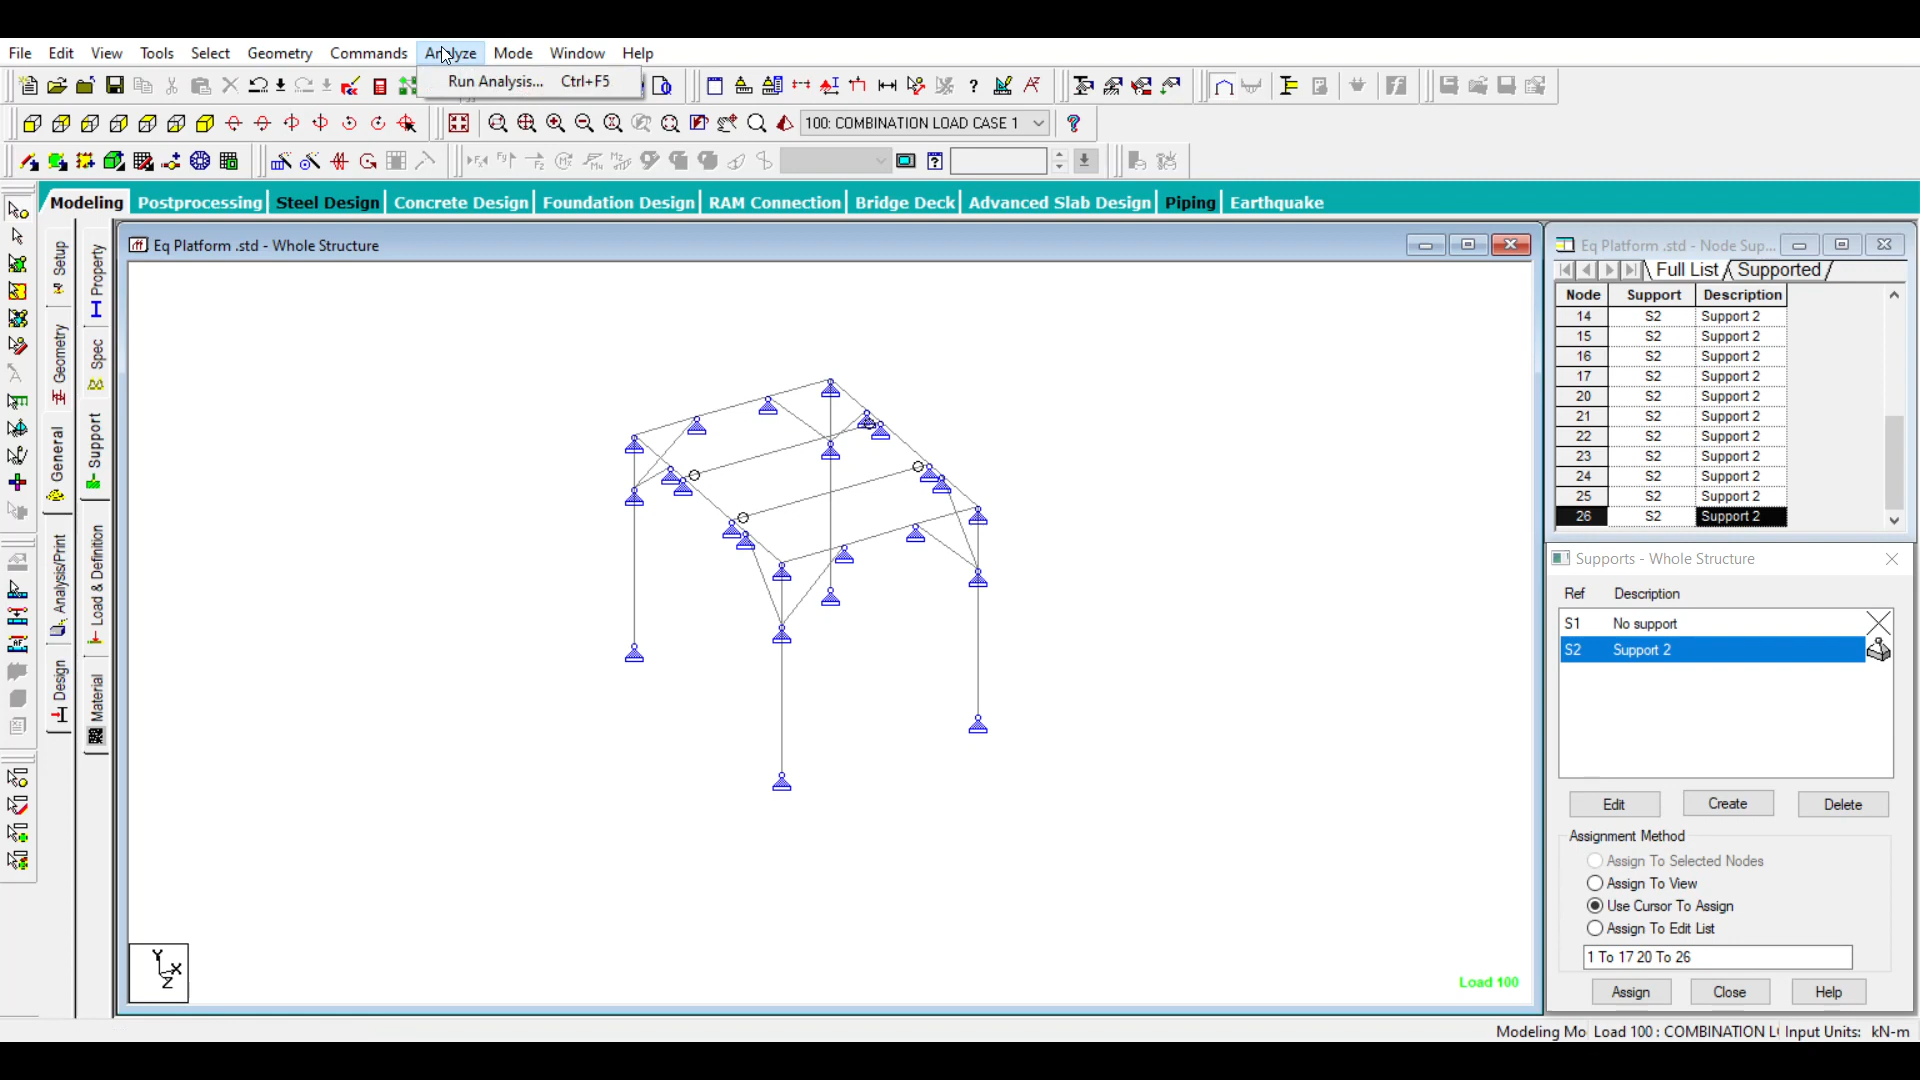 File Edit View Tools Select Geometry Commands Analyze Mode Window Help
Run Analysis... Ctrl+F5
100: COMBINATION LOAD CASE 1
Modeling Postprocessing Steel Design Concrete Design Foundation Design RAM Connection Bridge Deck Advanced Slab Design Piping Earthquake
Setup
Geometry
General
Analysis/Print
Design
Property
Spec
Support
Load & Definition
Material
Eq Platform .std - Whole Structure
Load 100
Y
X
Z
Eq Platform .std - Node Sup...
Full List Supported
Node Support Description
14 S2 Support 2
15 S2 Support 2
16 S2 Support 2
17 S2 Support 2
20 S2 Support 2
21 S2 Support 2
22 S2 Support 2
23 S2 Support 2
24 S2 Support 2
25 S2 Support 2
26 S2 Support 2
Supports - Whole Structure
Ref Description
S1 No support
S2 Support 2
Edit Create Delete
Assignment Method
Assign To Selected Nodes
Assign To View
Use Cursor To Assign
Assign To Edit List
1 To 17 20 To 26
Assign Close Help
Modeling Mo Load 100 : COMBINATION L Input Units: kN-m